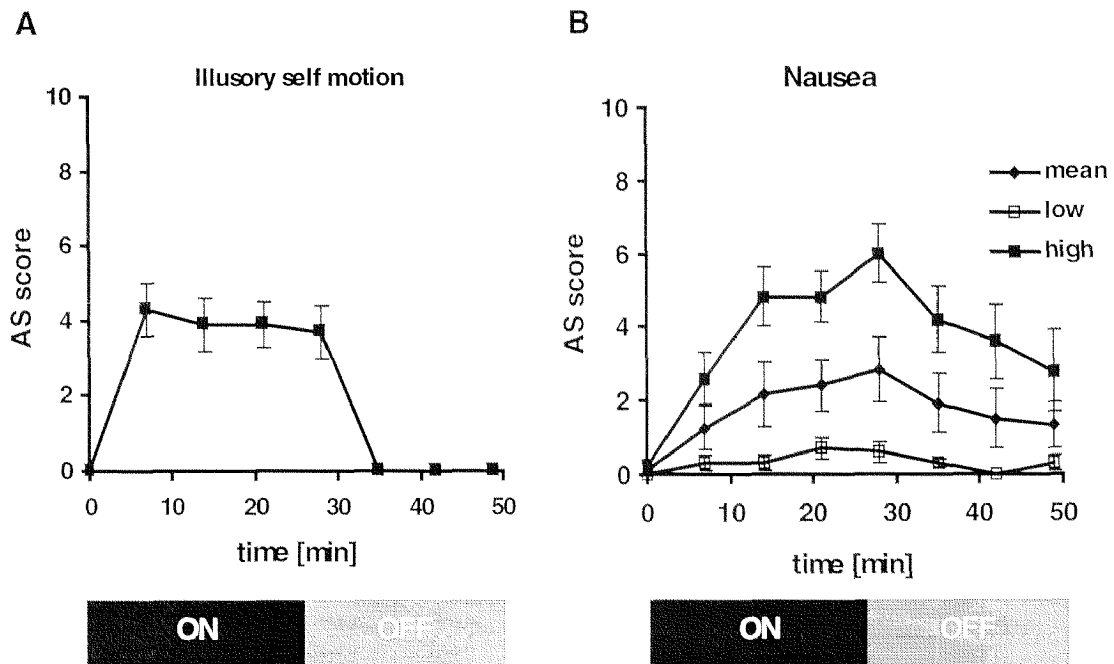 A
Illusory self motion
10
8
6
4
2
0
AS score
0 10 20 30 40 50
time [min]
ON OFF
B
Nausea
10
8
6
4
2
0
AS score
mean
low
high
0 10 20 30 40 50
time [min]
ON OFF